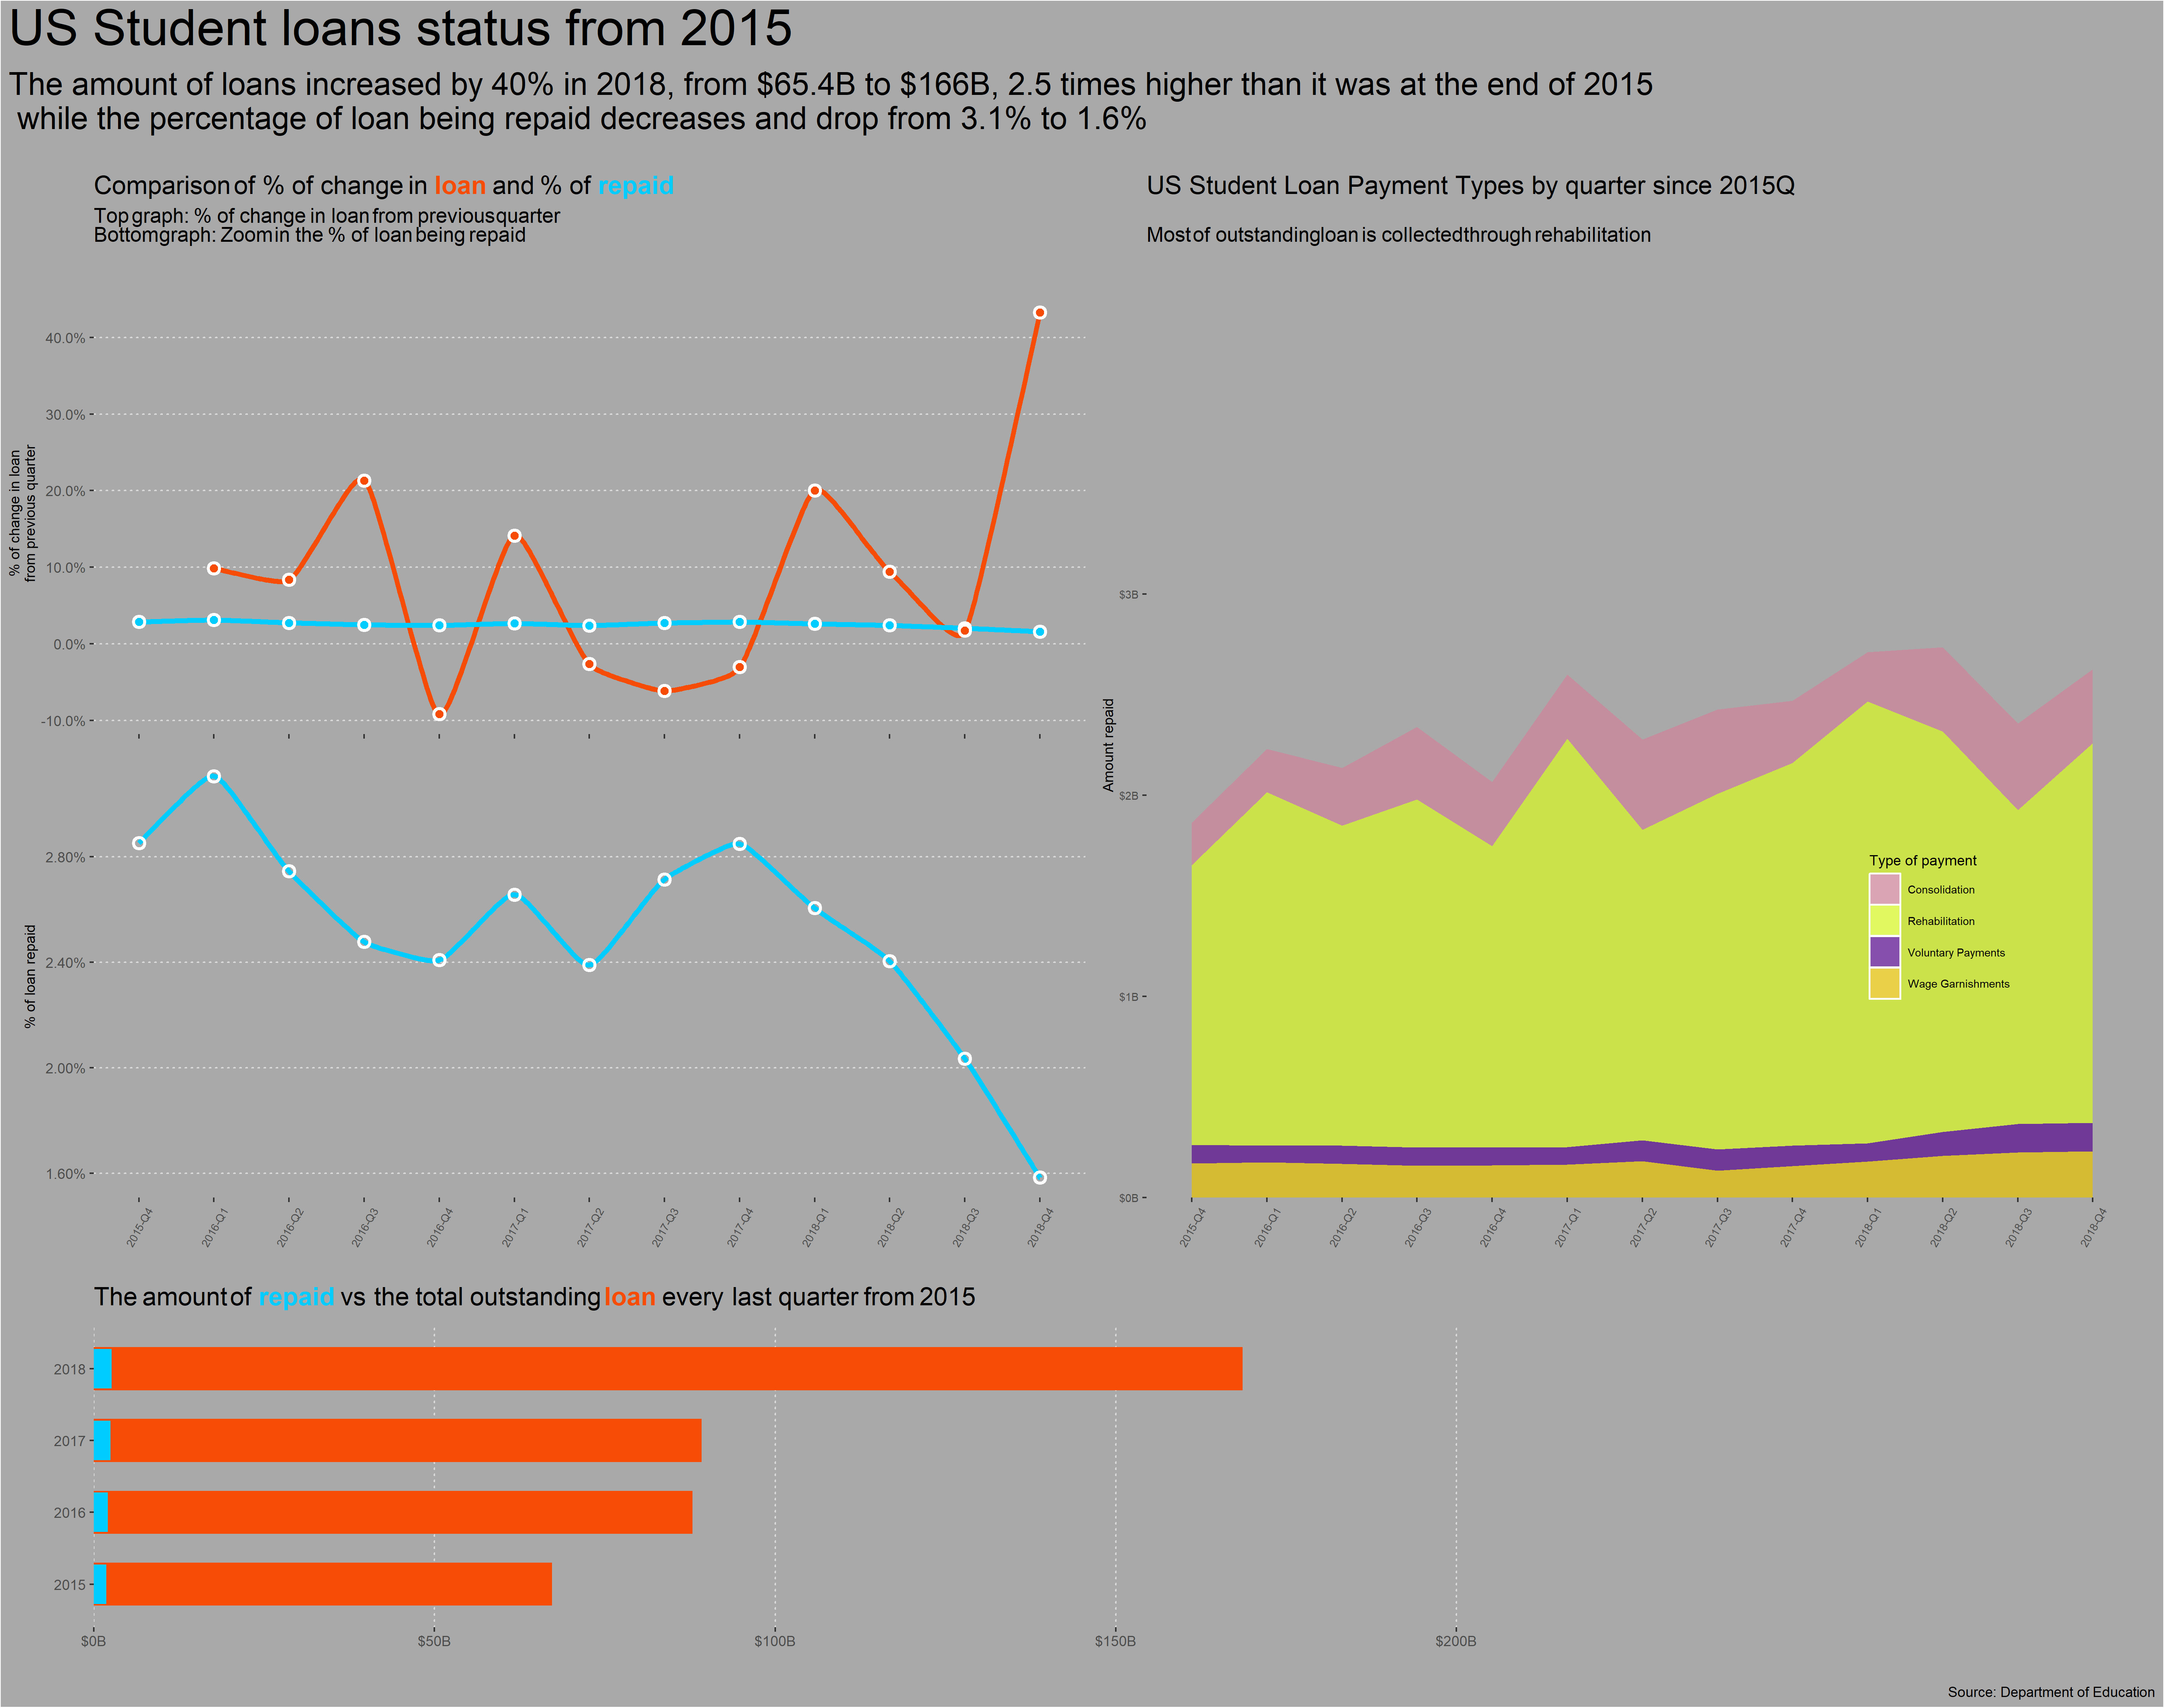 US Student loans status from 2015
The amount of loans increased by 40% in 2018, from $65.4B to $166B, 2.5 times higher than it was at the end of 2015
while the percentage of loan being repaid decreases and drop from 3.1% to 1.6%
Comparison of % of change in loan and % of repaid
Top graph: % of change in loan from previous quarter
Bottom graph: Zoom in the % of loan being repaid
40.0%
30.0%
20.0%
10.0%
0.0%
-10.0%
% of change in loan
from previous quarter
2.80%
2.40%
2.00%
1.60%
% of loan repaid
2015-Q4
2016-Q1
2016-Q2
2016-Q3
2016-Q4
2017-Q1
2017-Q2
2017-Q3
2017-Q4
2018-Q1
2018-Q2
2018-Q3
2018-Q4
US Student Loan Payment Types by quarter since 2015Q
Most of outstanding loan is collected through rehabilitation
$3B
$2B
$1B
$0B
Amount repaid
Type of payment
Consolidation
Rehabilitation
Voluntary Payments
Wage Garnishments
2015-Q4
2016-Q1
2016-Q2
2016-Q3
2016-Q4
2017-Q1
2017-Q2
2017-Q3
2017-Q4
2018-Q1
2018-Q2
2018-Q3
2018-Q4
The amount of repaid vs the total outstanding loan every last quarter from 2015
2018
2017
2016
2015
$0B
$50B
$100B
$150B
$200B
Source: Department of Education